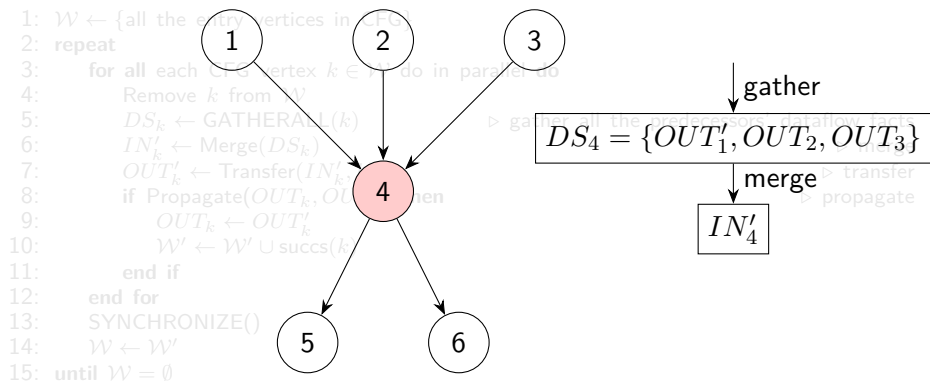 1: W ← {all the entry vertices in CFG}
2: repeat
3: for all each CFG vertex k ∈ W do in parallel do
4: Remove k from W
5: DS_k ← GATHERALL(k) ▷ gather all the predecessors' dataflow facts
6: IN'_k ← Merge(DS_k) ▷ merge
7: OUT'_k ← Transfer(IN'_k, ▷ transfer
8: if Propagate(OUT_k, OU then ▷ propagate
9: OUT_k ← OUT'_k
10: W' ← W' ∪ succs(k
11: end if
12: end for
13: SYNCHRONIZE()
14: W ← W'
15: until W = ∅
1 2 3
4
5 6
gather
DS_4 = {OUT'_1, OUT_2, OUT_3}
merge
IN'_4